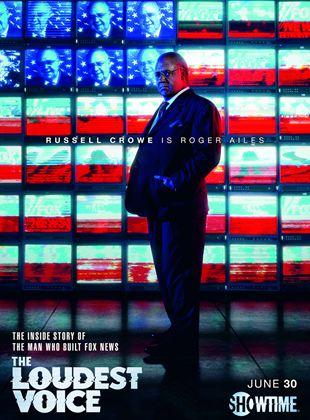 RUSSELL CROWE IS ROGER AILES
THE INSIDE STORY OF
THE MAN WHO BUILT FOX NEWS
THE
LOUDEST
VOICE
JUNE 30
SHOWTIME